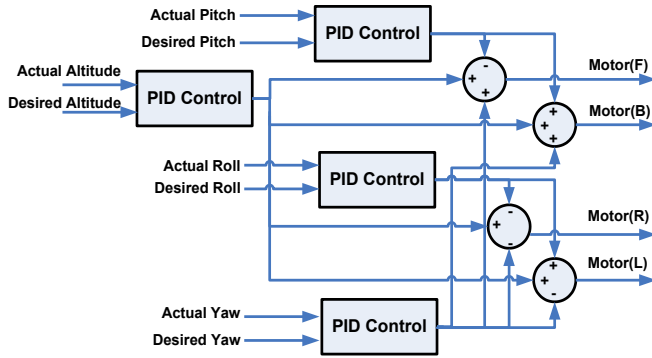 Actual Pitch
Desired Pitch
PID Control
- 
+
+
Motor(F)
Actual Altitude
Desired Altitude
PID Control
+
+
+
Motor(B)
Actual Roll
Desired Roll
PID Control
-
+
-
Motor(R)
+
+
-
Motor(L)
Actual Yaw
Desired Yaw
PID Control